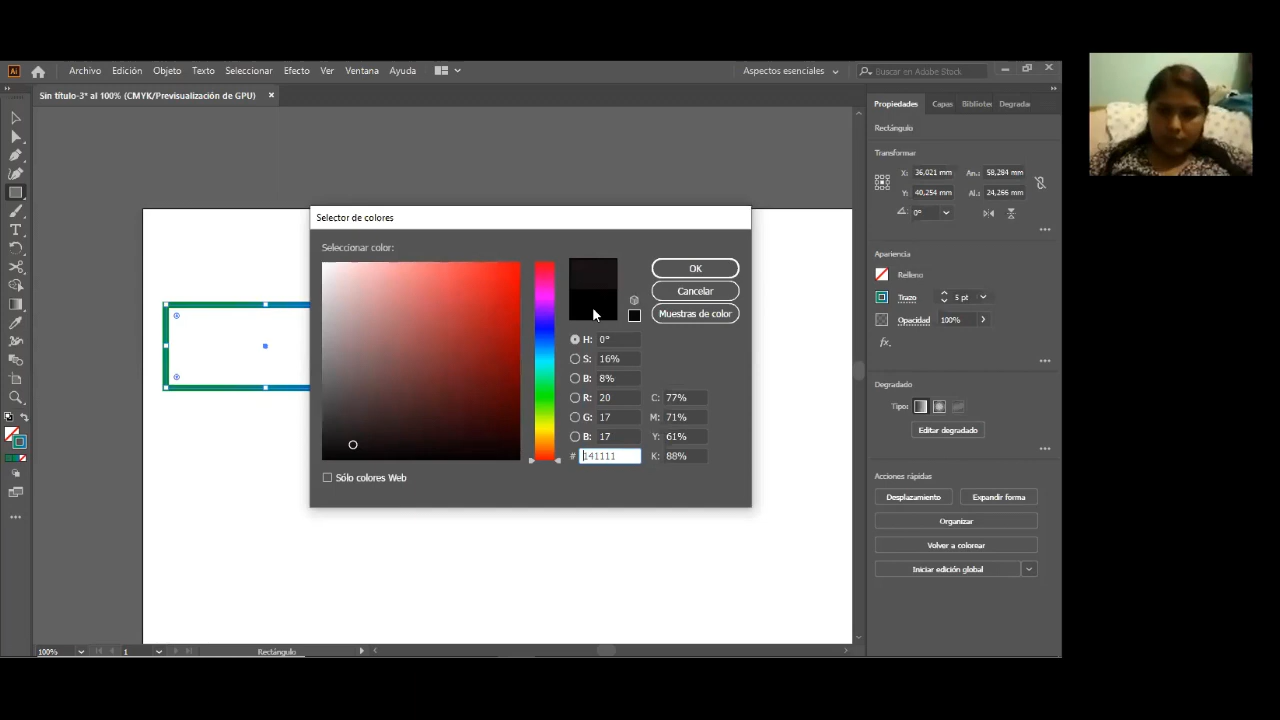 Ai Archivo Edición Objeto Texto Seleccionar Efecto Ver Ventana Ayuda Aspectos esenciales Buscar en Adobe Stock
Sin título-3* al 100% (CMYK/Previsualización de GPU) ×
Propiedades Capas Bibliotec Degrada
Rectángulo
Transformar
X: 36,021 mm An.: 58,284 mm
Y: 40,254 mm Al.: 24,266 mm
0°
Apariencia
Relleno
Trazo 5 pt
Opacidad 100%
fx.
Degradado
Tipo:
Editar degradado
Acciones rápidas
Desplazamiento Expandir forma
Organizar
Volver a colorear
Iniciar edición global
Selector de colores
Seleccionar color:
OK
Cancelar
Muestras de color
H: 0°
S: 16%
B: 8%
R: 20 C: 77%
G: 17 M: 71%
B: 17 Y: 61%
# 141111 K: 88%
Sólo colores Web
100% 1 Rectángulo